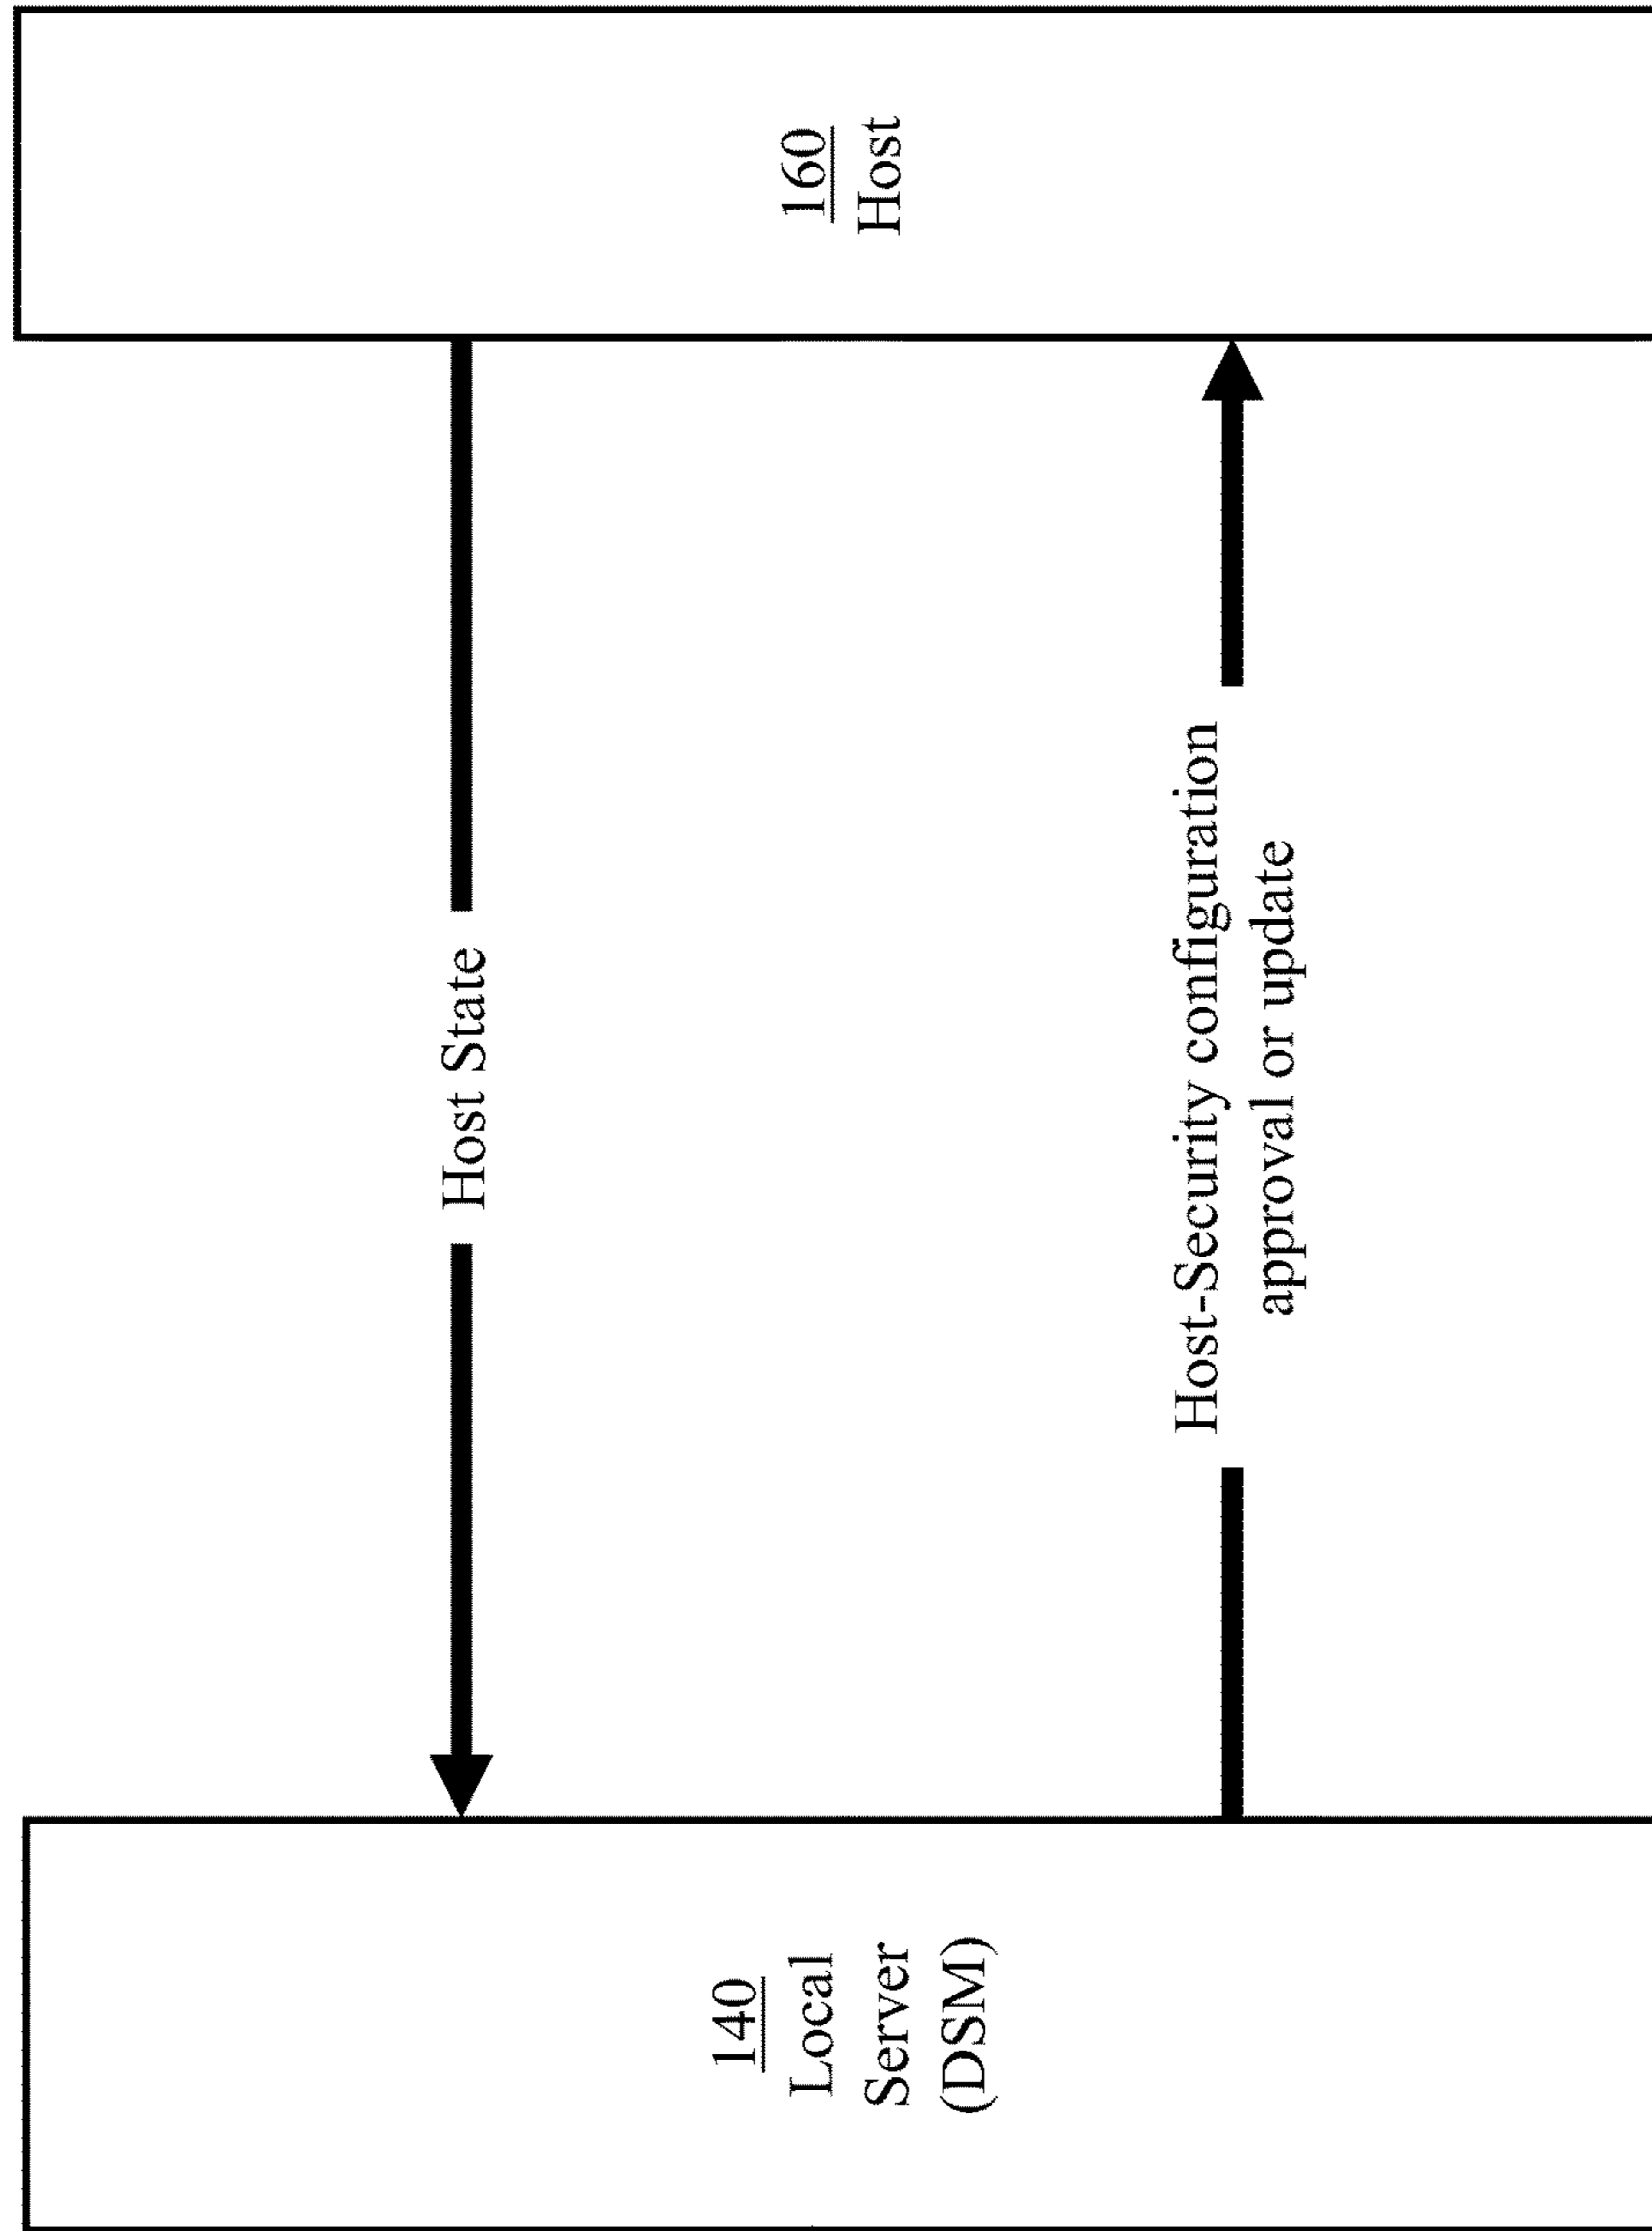 140
Local
Server
(DSM)
Host State
Host-Security configuration
approval or update
160
Host